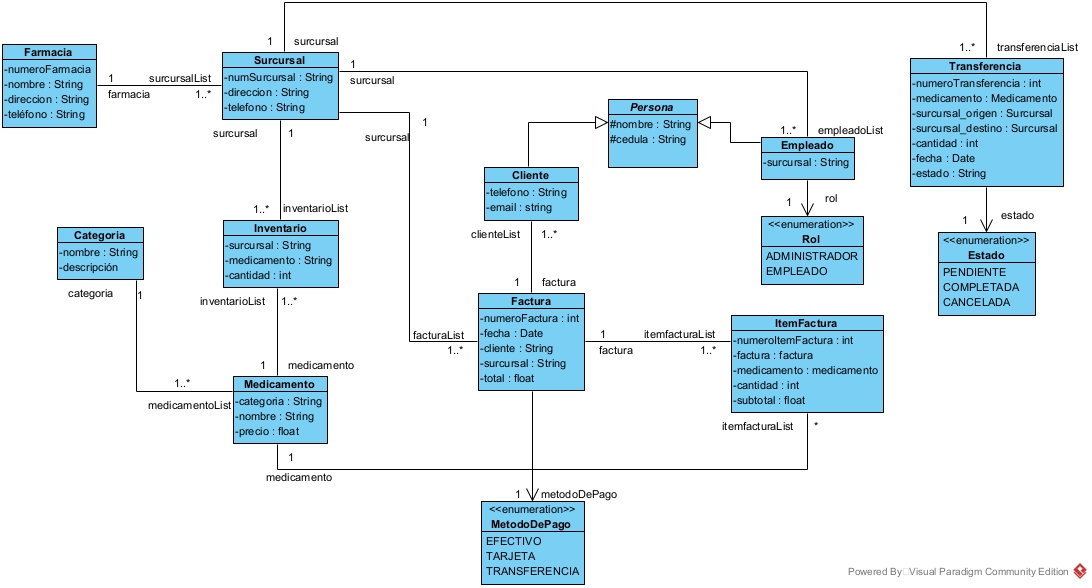 1
surcursal
1..*
transferenciaList
Farmacia
-numeroFarmacia
-nombre : String
-direccion : String
-teléfono : String
1
farmacia
surcursalList
1..*
Surcursal
-numSurcursal : String
-direccion : String
-telefono : String
1
surcursal
surcursal
1
surcursal
1
Persona
#nombre : String
#cedula : String
1..*
empleadoList
Empleado
-surcursal : String
Transferencia
-numeroTransferencia : int
-medicamento : Medicamento
-surcursal_origen : Surcursal
-surcursal_destino : Surcursal
-cantidad : int
-fecha : Date
-estado : String
Cliente
-telefono : String
-email : string
clienteList
1..*
1
rol
<<enumeration>>
Rol
ADMINISTRADOR
EMPLEADO
1
estado
<<enumeration>>
Estado
PENDIENTE
COMPLETADA
CANCELADA
1..*
inventarioList
Inventario
-surcursal : String
-medicamento : String
-cantidad : int
inventarioList
1..*
Categoria
-nombre : String
-descripción
categoria
1
1
factura
Factura
-numeroFactura : int
-fecha : Date
-cliente : String
-surcursal : String
-total : float
facturaList
1..*
1
factura
itemfacturaList
1..*
ItemFactura
-numeroItemFactura : int
-factura : factura
-medicamento : medicamento
-cantidad : int
-subtotal : float
itemfacturaList
*
1
medicamento
1..*
medicamentoList
Medicamento
-categoria : String
-nombre : String
-precio : float
1
medicamento
1
metodoDePago
<<enumeration>>
MetodoDePago
EFECTIVO
TARJETA
TRANSFERENCIA
Powered By Visual Paradigm Community Edition